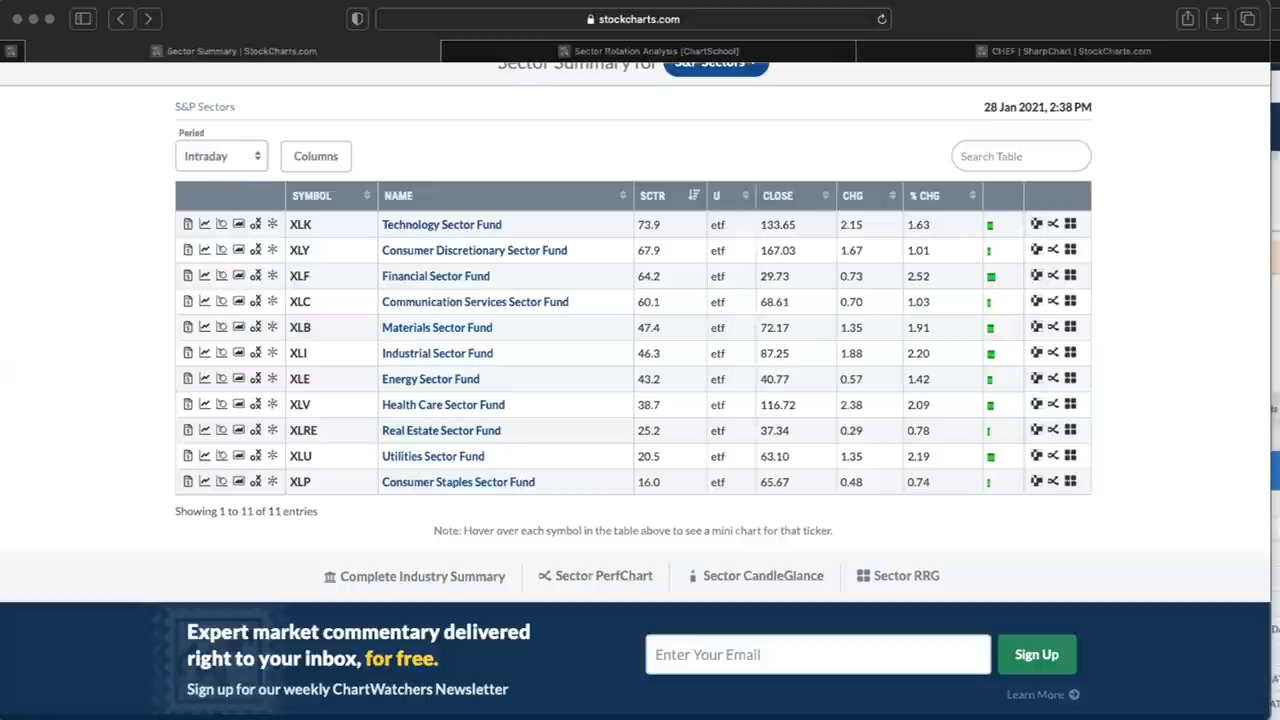 stockcharts.com
Sector Summary | StockCharts.com
Sector Rotation Analysis [ChartSchool]
CHEF | SharpChart | StockCharts.com
Sector Summary for S&P Sectors
S&P Sectors
28 Jan 2021, 2:38 PM
Period
Intraday
Columns
Search Table
SYMBOL NAME SCTR U CLOSE CHG % CHG
XLK Technology Sector Fund 73.9 etf 133.65 2.15 1.63
XLY Consumer Discretionary Sector Fund 67.9 etf 167.03 1.67 1.01
XLF Financial Sector Fund 64.2 etf 29.73 0.73 2.52
XLC Communication Services Sector Fund 60.1 etf 68.61 0.70 1.03
XLB Materials Sector Fund 47.4 etf 72.17 1.35 1.91
XLI Industrial Sector Fund 46.3 etf 87.25 1.88 2.20
XLE Energy Sector Fund 43.2 etf 40.77 0.57 1.42
XLV Health Care Sector Fund 38.7 etf 116.72 2.38 2.09
XLRE Real Estate Sector Fund 25.2 etf 37.34 0.29 0.78
XLU Utilities Sector Fund 20.5 etf 63.10 1.35 2.19
XLP Consumer Staples Sector Fund 16.0 etf 65.67 0.48 0.74
Showing 1 to 11 of 11 entries
Note: Hover over each symbol in the table above to see a mini chart for that ticker.
Complete Industry Summary
Sector PerfChart
Sector CandleGlance
Sector RRG
Expert market commentary delivered
right to your inbox, for free.
Sign up for our weekly ChartWatchers Newsletter
Enter Your Email
Sign Up
Learn More